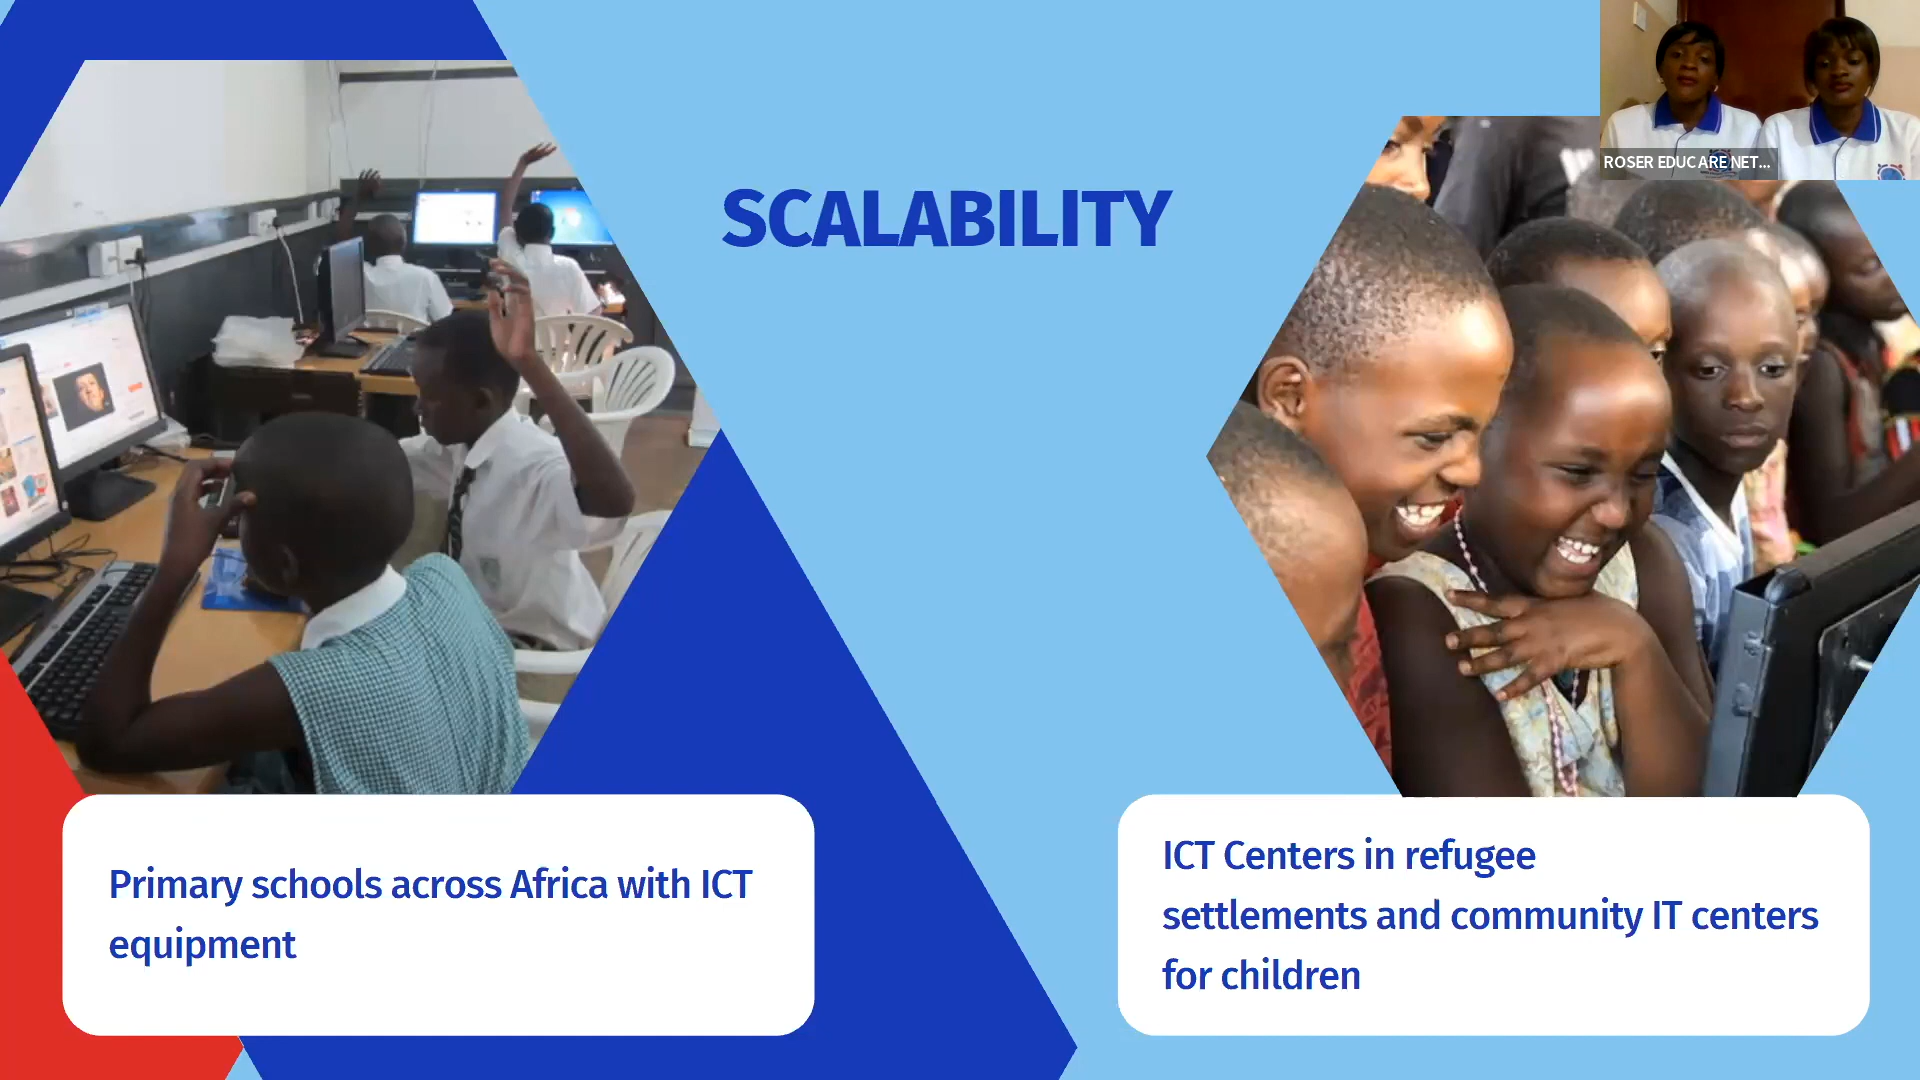 ROSER EDUCARE NET...
SCALABILITY
Primary schools across Africa with ICT
equipment
ICT Centers in refugee
settlements and community IT centers
for children